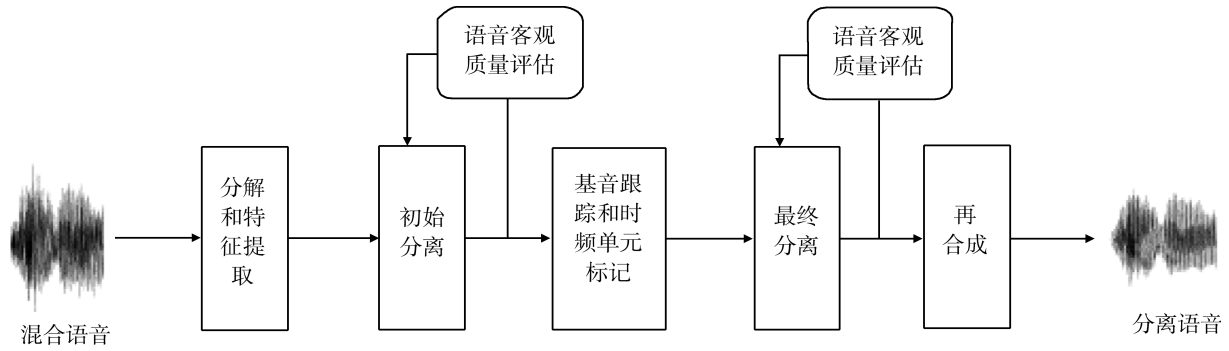 语音客观
质量评估
语音客观
质量评估
分解
和特
征提
取
初始
分离
基音跟
踪和时
频单元
标记
最终
分离
再
合成
混合语音
分离语音